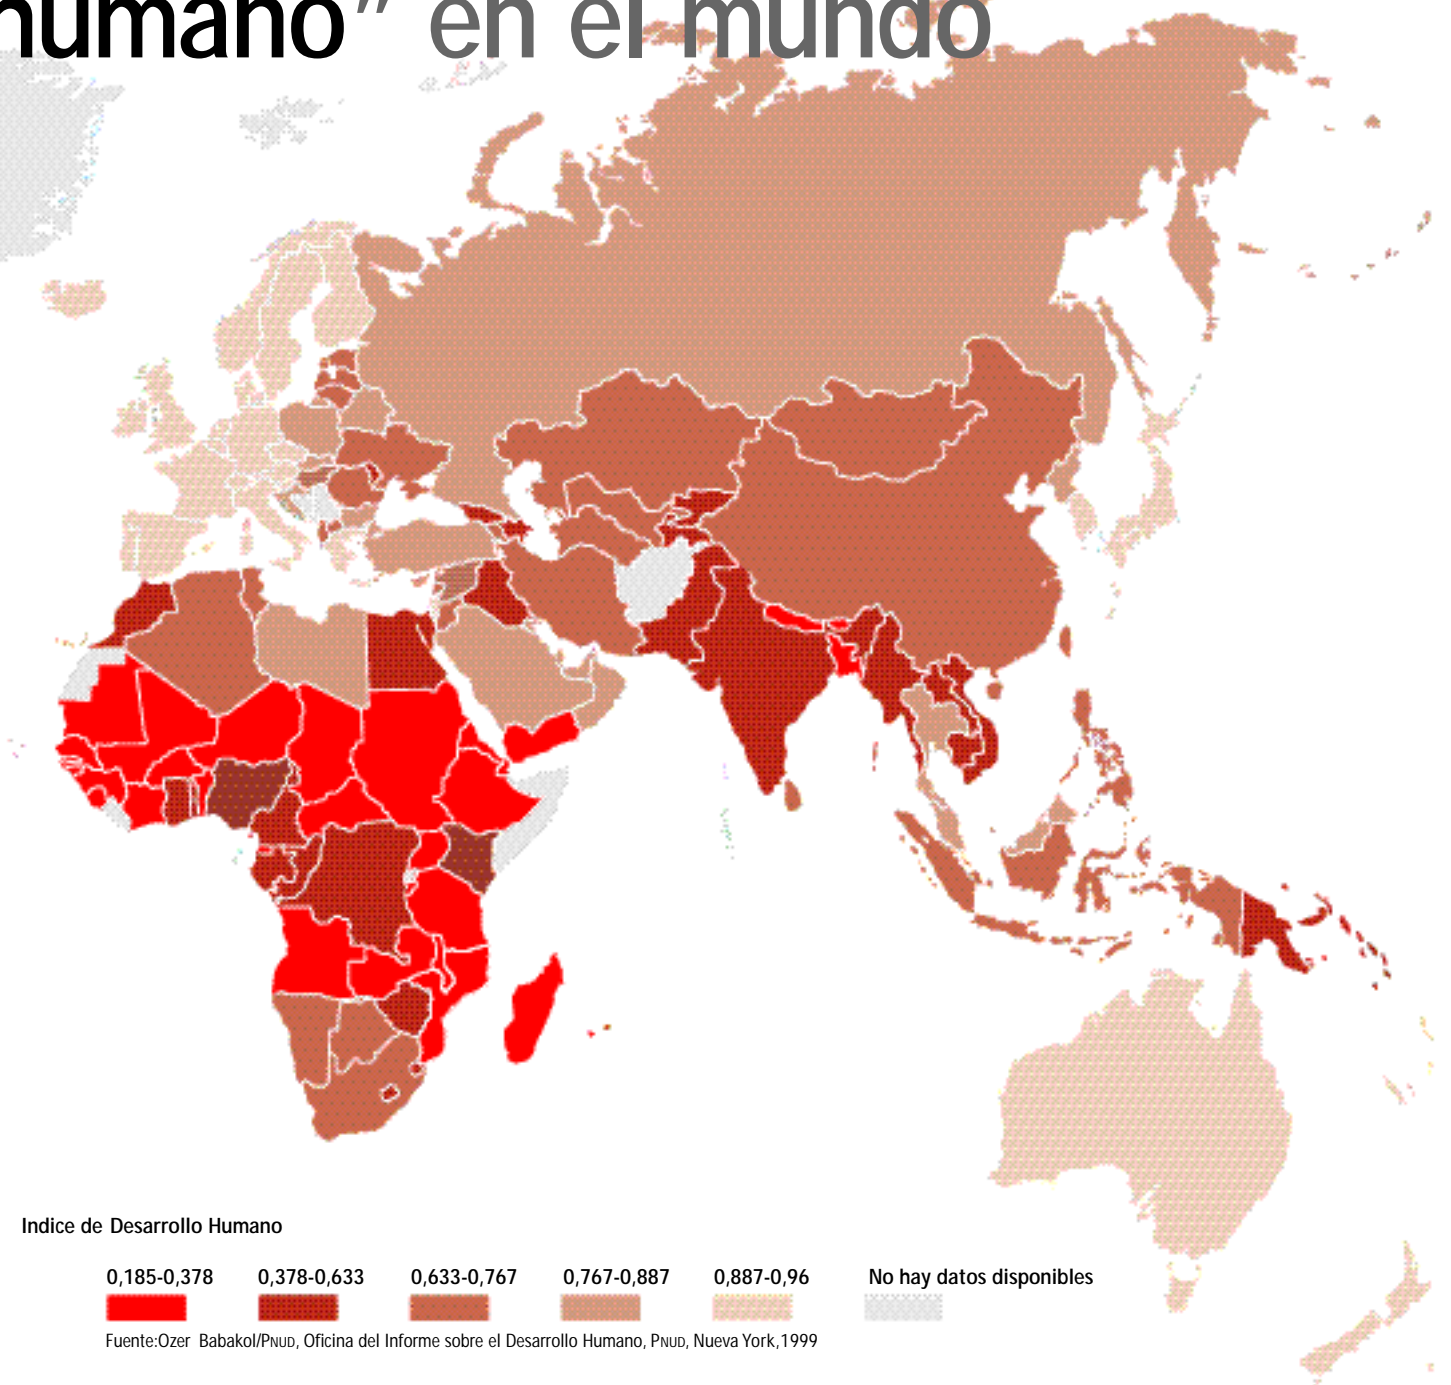 humano” en el mundo
Indice de Desarrollo Humano
0,185-0,378 0,378-0,633 0,633-0,767 0,767-0,887 0,887-0,96 No hay datos disponibles
Fuente:Ozer Babakol/PNUD, Oficina del Informe sobre el Desarrollo Humano, PNUD, Nueva York,1999